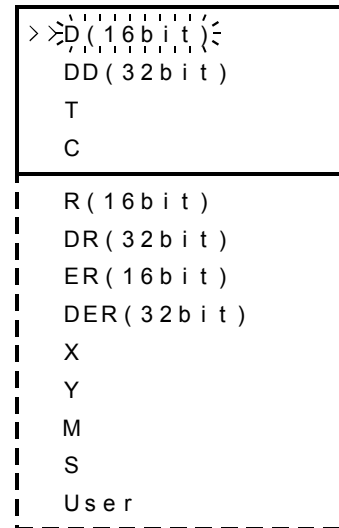 >>D(16bit)
DD(32bit)
T
C
R(16bit)
DR(32bit)
ER(16bit)
DER(32bit)
X
Y
M
S
User